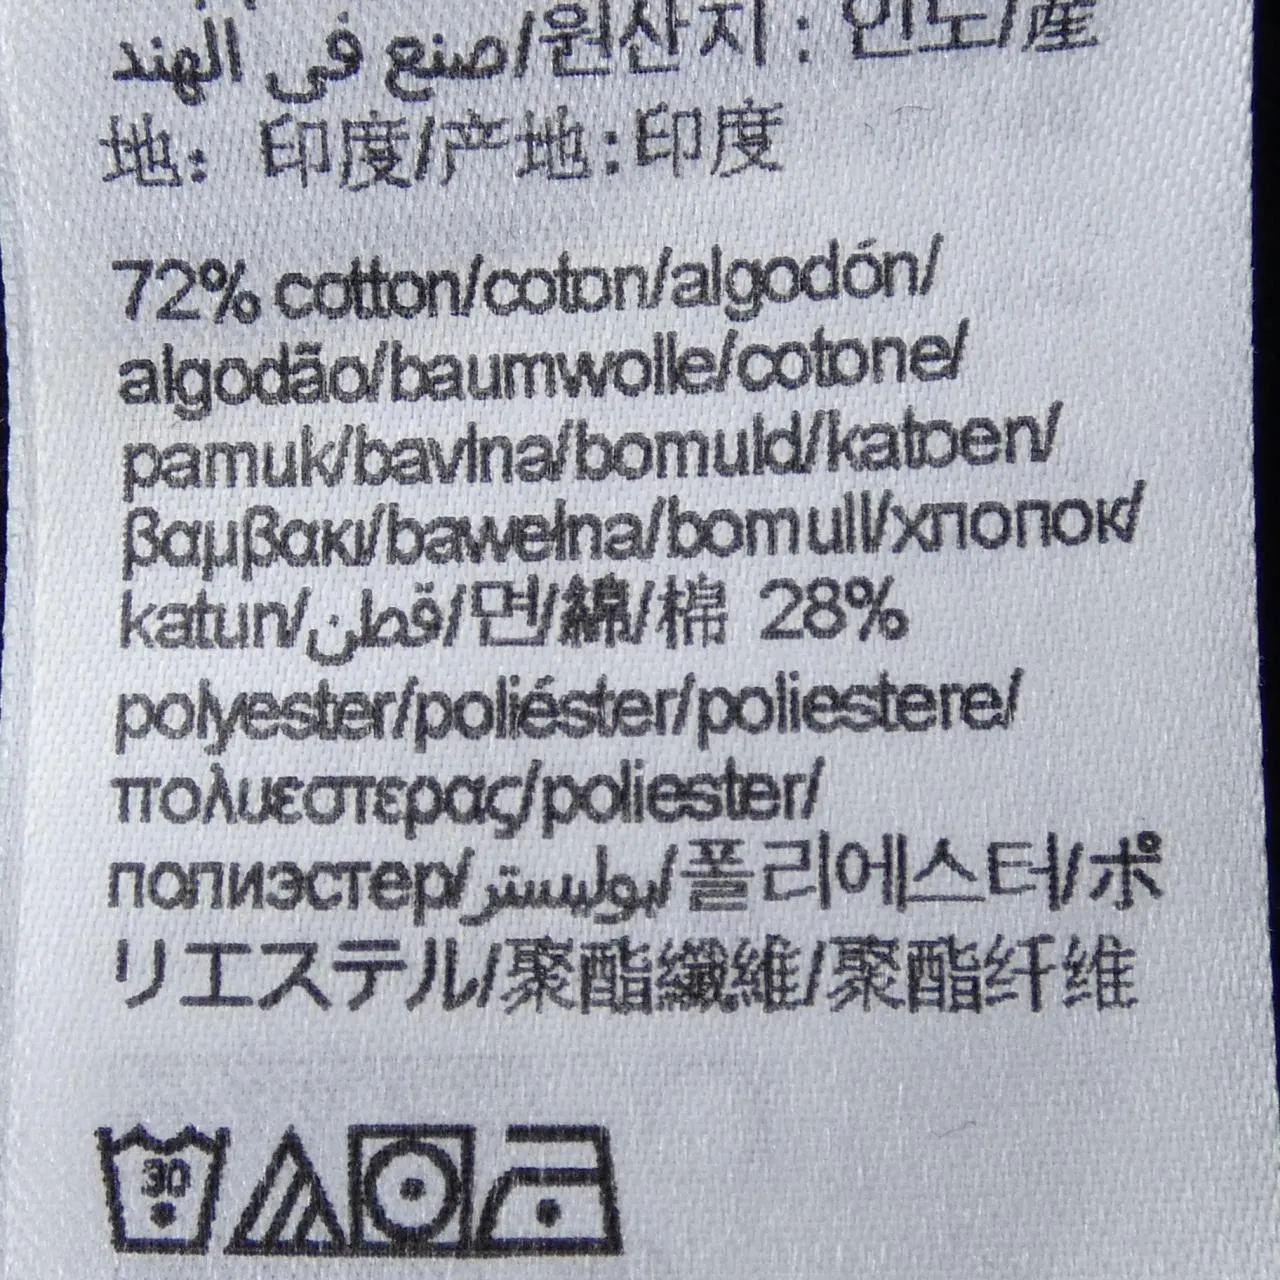 صنع في الهند/원산지 : 인도/産
地: 印度/产地:印度
72% cotton/coton/algodón/
algodão/baumwolle/cotone/
pamuk/bavlna/bomuld/katoen/
βαμβακι/bawełna/bomull/хлопок/
katun/قطن/면/綿/棉 28%
polyester/poliéster/poliestere/
πολυεστερας/poliester/
полиэстер/بوليستر/폴리에스터/ポ
リエステル/聚酯纖維/聚酯纤维
30